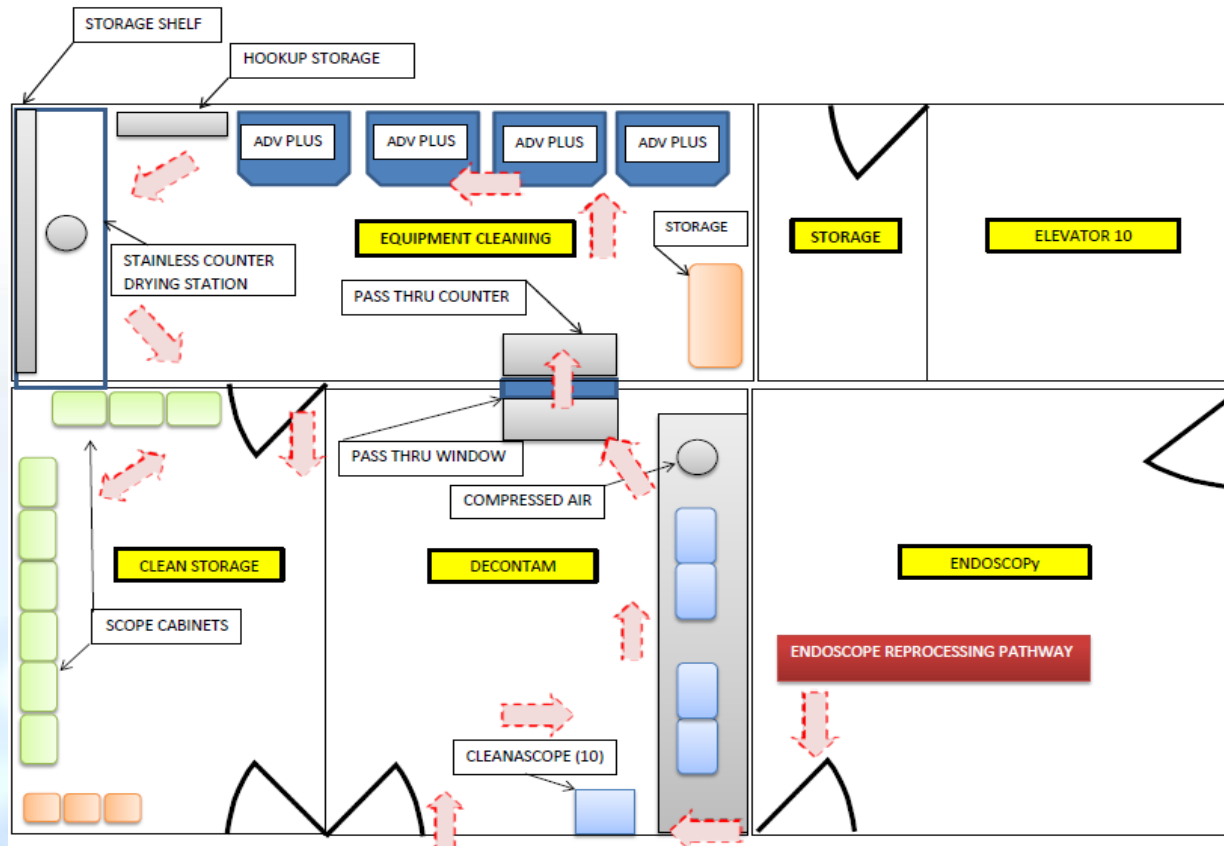 STORAGE SHELF
HOOKUP STORAGE
ADV PLUS
ADV PLUS
ADV PLUS
ADV PLUS
EQUIPMENT CLEANING
STORAGE
STORAGE
ELEVATOR 10
STAINLESS COUNTER
DRYING STATION
PASS THRU COUNTER
PASS THRU WINDOW
COMPRESSED AIR
CLEAN STORAGE
DECONTAM
ENDOSCOPy
SCOPE CABINETS
ENDOSCOPE REPROCESSING PATHWAY
CLEANASCOPE (10)